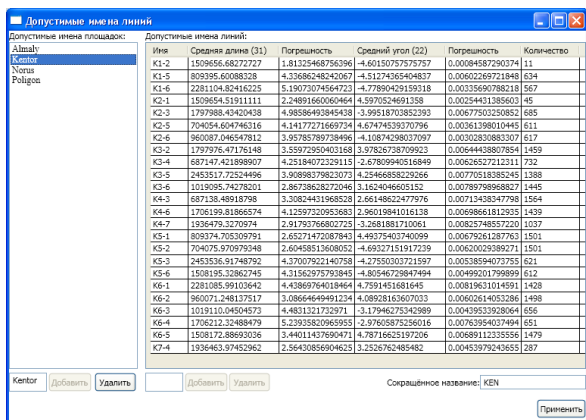 Допустимые имена линий
Допустимые имена площадок:
Almaly
Kentor
Norus
Poligon
Допустимые имена линий:
Имя Средняя длина (31) Погрешность Средний угол (22) Погрешность Количество
K1-2 1509656.68272727 1.81325468756396 -4.60150757575757 0.00084587290374 11
K1-5 809395.60088328 4.33686248242067 -4.51274365404837 0.00602269721848 634
K1-6 2281104.82416225 5.19073074564723 -4.77890429159318 0.00335690788218 567
K2-1 1509654.51911111 2.24891660060464 4.5970524691358 0.00254431385603 45
K2-3 1797988.43420438 4.98586493845438 -3.99518703852393 0.00677503250852 685
K2-5 704054.604746316 4.14177271669734 4.67474539370796 0.00361398010445 611
K2-6 960087.046547812 3.95785789738496 -4.10874298037097 0.00302830883307 617
K3-2 1797976.47176148 3.55972950403168 3.97826738709923 0.00644438807854 1459
K3-4 687147.421898907 4.25184072329115 -2.67809940516849 0.00626527212311 732
K3-5 2453517.72524496 3.90898379823073 4.25466858229266 0.00770518385245 1388
K3-6 1019095.74278201 2.86738628272046 3.1624046605152 0.00789798968827 1445
K4-3 687138.48918798 3.30824431968528 2.66148622477976 0.00713438347798 1564
K4-6 1706199.81866574 4.12597320953683 2.96019841016138 0.00698661812935 1439
K4-7 1936479.3270974 2.91793766802725 -3.2681881710061 0.00825748557220 1037
K5-1 809374.705309791 2.65271472087843 4.49375403740099 0.00679261287763 1501
K5-2 704075.970979348 2.60458513608052 -4.69327151917239 0.00620029389271 1501
K5-3 2453536.91748792 4.37007922140758 -4.27550303721597 0.00538594073755 621
K5-6 1508195.32862745 4.31562975793845 -4.80546729847494 0.00499201799899 612
K6-1 2281085.99103642 4.43869764018464 4.7591451681645 0.00819631014591 1428
K6-2 960071.248137517 3.08664649491234 4.08928163607033 0.00602614053286 1498
K6-3 1019110.04504573 4.483132172971 -3.17946275342989 0.00439533928064 656
K6-4 1706212.32488479 5.23935820965955 -2.97605875256016 0.00763954037494 651
K6-5 1508172.88693036 3.44011437690471 4.78716625197206 0.00689112335556 1479
K7-4 1936463.97452962 2.56430856904625 3.2526762485482 0.00453979243655 287
Kentor Добавить Удалить Добавить Удалить Сокращённое название: KEN
Применить